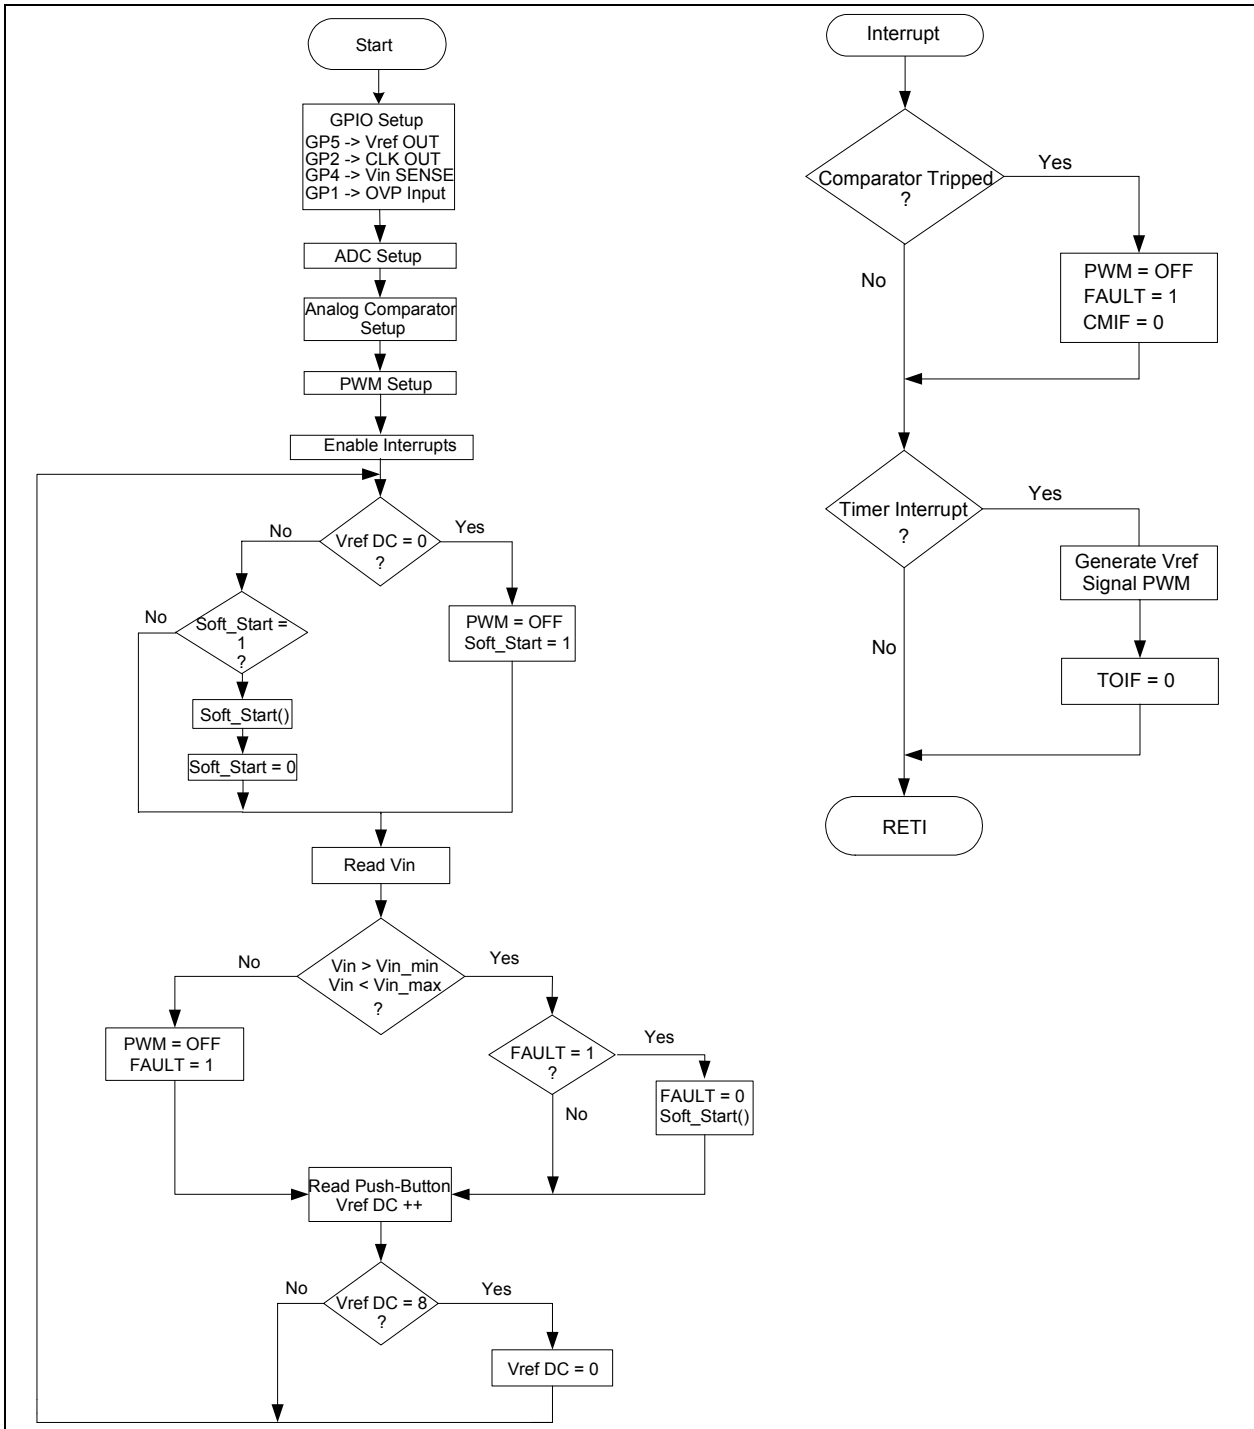 Start
GPIO Setup
GP5 -> Vref OUT
GP2 -> CLK OUT
GP4 -> Vin SENSE
GP1 -> OVP Input
ADC Setup
Analog Comparator
Setup
PWM Setup
Enable Interrupts
Vref DC = 0
?
No
Yes
Soft_Start =
1
?
No
PWM = OFF
Soft_Start = 1
Soft_Start()
Soft_Start = 0
Read Vin
Vin > Vin_min
Vin < Vin_max
?
No
Yes
PWM = OFF
FAULT = 1
FAULT = 1
?
Yes
No
FAULT = 0
Soft_Start()
Read Push-Button
Vref DC ++
Vref DC = 8
?
No
Yes
Vref DC = 0
Interrupt
Comparator Tripped
?
Yes
No
PWM = OFF
FAULT = 1
CMIF = 0
Timer Interrupt
?
Yes
No
Generate Vref
Signal PWM
TOIF = 0
RETI